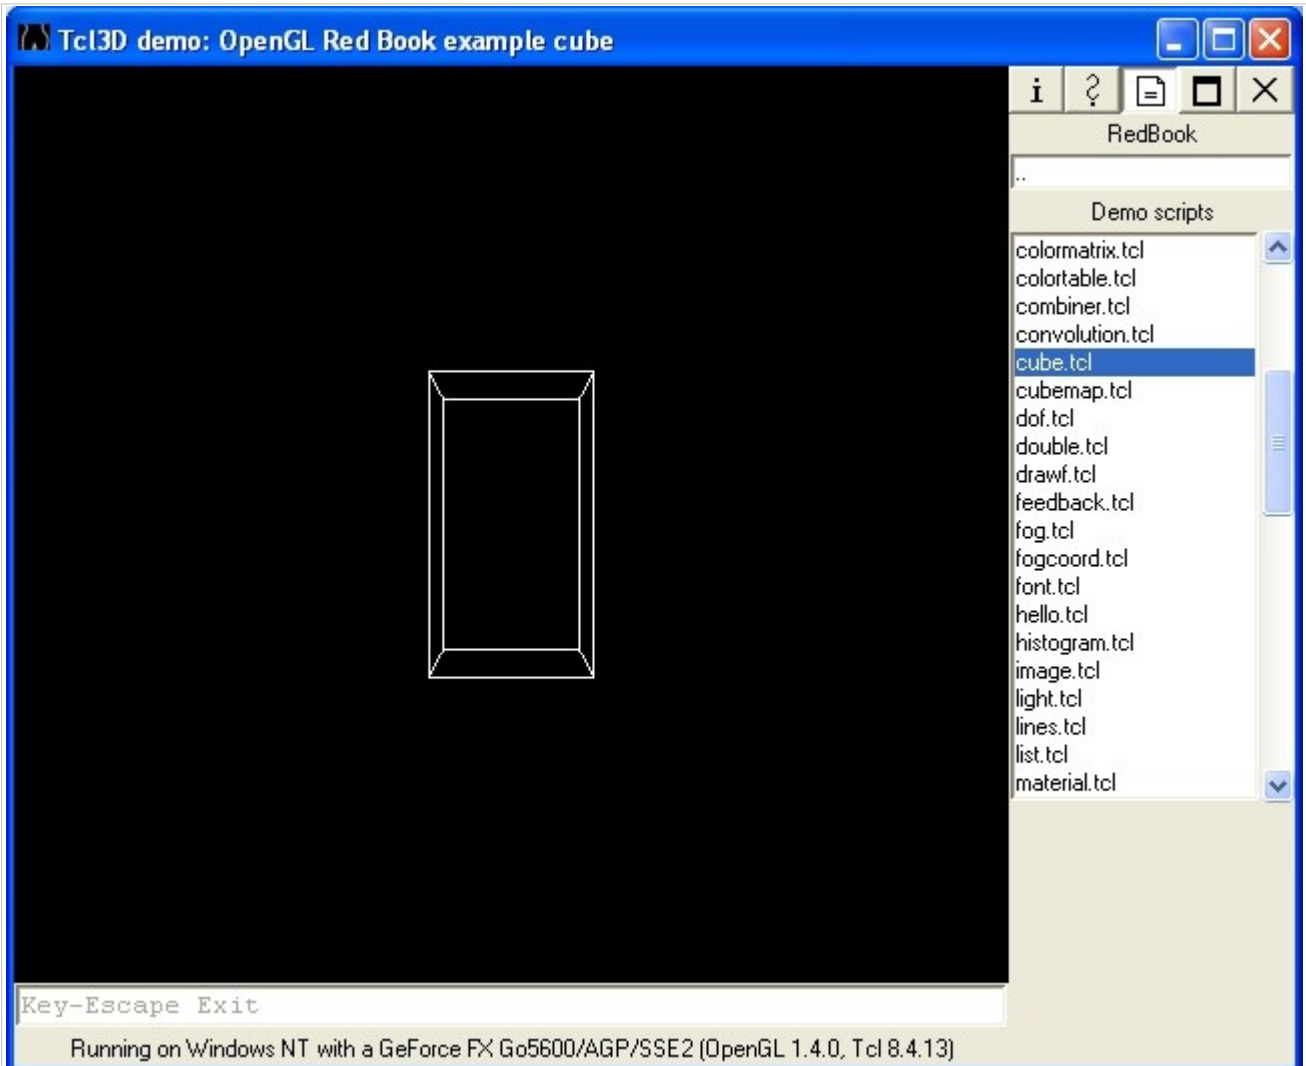 Tcl3D demo: OpenGL Red Book example cube
i ?
RedBook
..
Demo scripts
colormatrix.tcl
colortable.tcl
combiner.tcl
convolution.tcl
cube.tcl
cubemap.tcl
dof.tcl
double.tcl
drawf.tcl
feedback.tcl
fog.tcl
fogcoord.tcl
font.tcl
hello.tcl
histogram.tcl
image.tcl
light.tcl
lines.tcl
list.tcl
material.tcl
Key-Escape Exit
Running on Windows NT with a GeForce FX Go5600/AGP/SSE2 (OpenGL 1.4.0, Tcl 8.4.13)